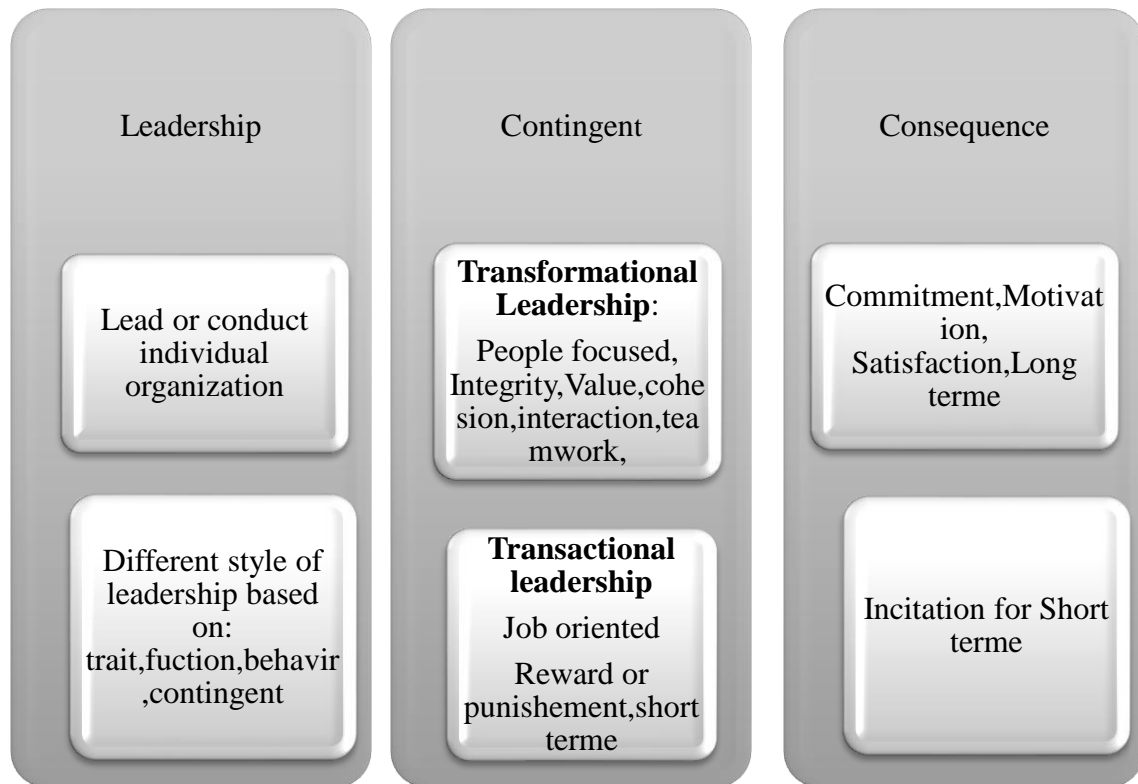 Leadership
Lead or conduct
individual
organization
Different style of
leadership based
on:
trait,fuction,behavir
,contingent
Contingent
Transformational
Leadership:
People focused,
Integrity,Value,cohe
sion,interaction,tea
mwork,
Transactional
leadership
Job oriented
Reward or
punishement,short
terme
Consequence
Commitment,Motivat
ion,
Satisfaction,Long
terme
Incitation for Short
terme